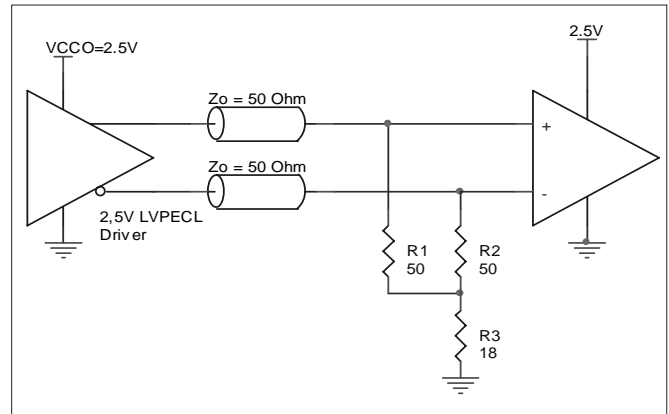 VCCO=2.5V
2.5V
Zo = 50 Ohm
+
Zo = 50 Ohm
-
2,5V LVPECL
Driver
R1
50
R2
50
R3
18